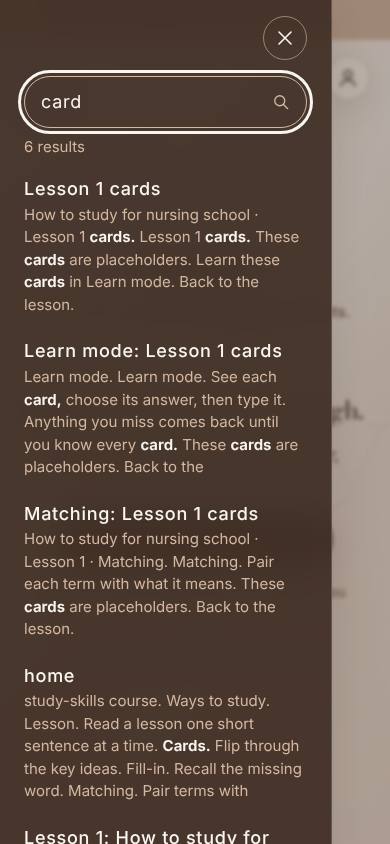 card
6 results
Lesson 1 cards
How to study for nursing school ·
Lesson 1 cards. Lesson 1 cards. These
cards are placeholders. Learn these
cards in Learn mode. Back to the
lesson.
Learn mode: Lesson 1 cards
Learn mode. Learn mode. See each
card, choose its answer, then type it.
Anything you miss comes back until
you know every card. These cards are
placeholders. Back to the
Matching: Lesson 1 cards
How to study for nursing school ·
Lesson 1 · Matching. Matching. Pair
each term with what it means. These
cards are placeholders. Back to the
lesson.
home
study-skills course. Ways to study.
Lesson. Read a lesson one short
sentence at a time. Cards. Flip through
the key ideas. Fill-in. Recall the missing
word. Matching. Pair terms with
Lesson 1: How to study for